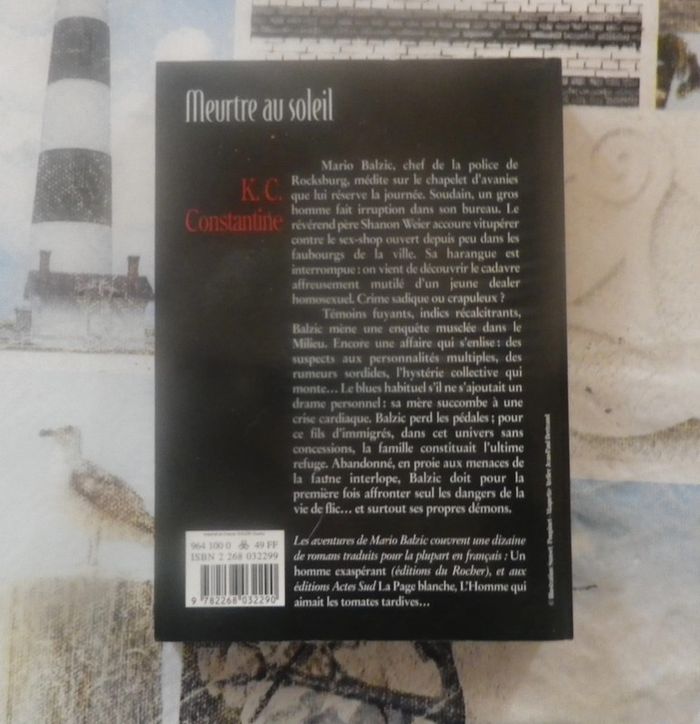 Meurtre au soleil
K. C.
Constantine
Mario Balzic, chef de la police de
Rocksburg, médite sur le chapelet d'avanies
que lui réserve la journée. Soudain, un gros
homme fait irruption dans son bureau. Le
révérend père Shanon Weier accoure vitupérer
contre le sex-shop ouvert depuis peu dans les
faubourgs de la ville. Sa harangue est
interrompue : on vient de découvrir le cadavre
affreusement mutilé d'un jeune dealer
homosexuel. Crime sadique ou crapuleux ?
Témoins fuyants, indics récalcitrants,
Balzic mène une enquête musclée dans le
Milieu. Encore une affaire qui s'enlise : des
suspects aux personnalités multiples, des
rumeurs sordides, l'hystérie collective qui
monte... Le blues habituel s'il ne s'ajoutait un
drame personnel : sa mère succombe à une
crise cardiaque. Balzic perd les pédales ; pour
ce fils d'immigrés, dans cet univers sans
concessions, la famille constituait l'ultime
refuge. Abandonné, en proie aux menaces de
la faune interlope, Balzic doit pour la
première fois affronter seul les dangers de la
vie de flic... et surtout ses propres démons.
Les aventures de Mario Balzic couvrent une dizaine
de romans traduits pour la plupart en français : Un
homme exaspérant (éditions du Rocher), et aux
éditions Actes Sud La Page blanche, L'Homme qui
aimait les tomates tardives...
964 100 0 49 FF
ISBN 2 268 032299
9 782268 032290